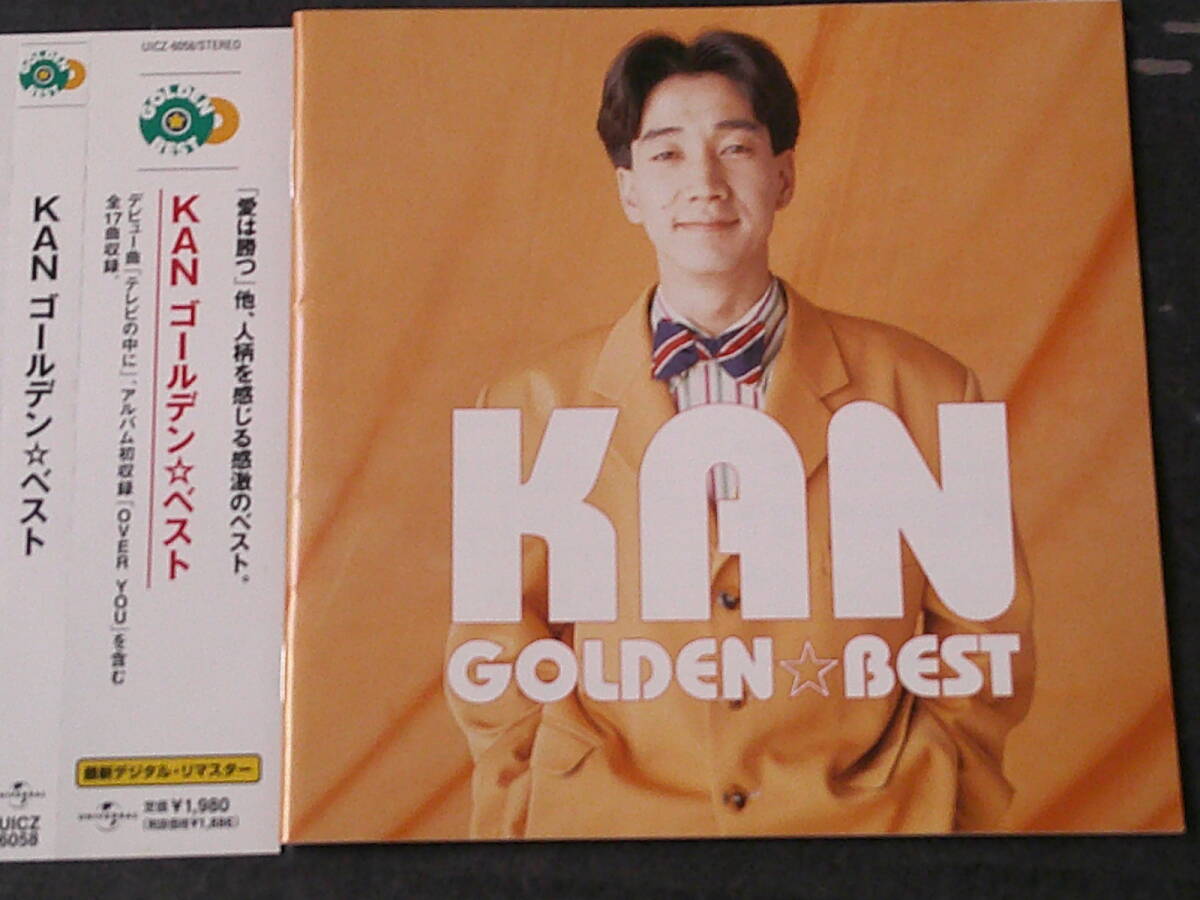 GOLDEN
BEST
KAN ゴールデン☆ベスト
UNIVERSAL
UICZ
6058
UICZ-6058/STEREO
GOLDEN
BEST
「愛は勝つ」他、人柄を感じる感激のベスト。
KAN ゴールデン☆ベスト
デビュー曲「テレビの中に」、アルバム初収録「OVER YOU」を含む
全17曲収録。
最新デジタル・リマスター
UNIVERSAL
定価¥1,980
KAN
GOLDEN☆BEST